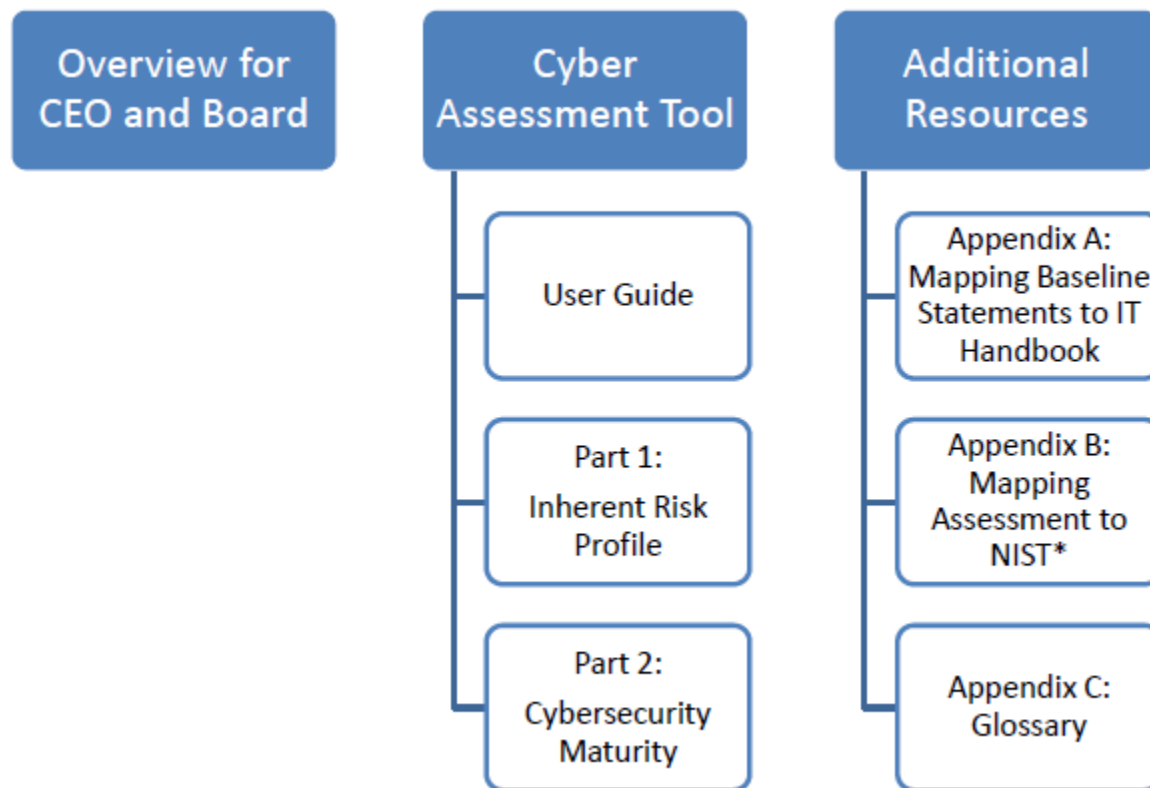 Overview for
CEO and Board
Cyber
Assessment Tool
User Guide
Part 1:
Inherent Risk
Profile
Part 2:
Cybersecurity
Maturity
Additional
Resources
Appendix A:
Mapping Baseline
Statements to IT
Handbook
Appendix B:
Mapping
Assessment to
NIST*
Appendix C:
Glossary